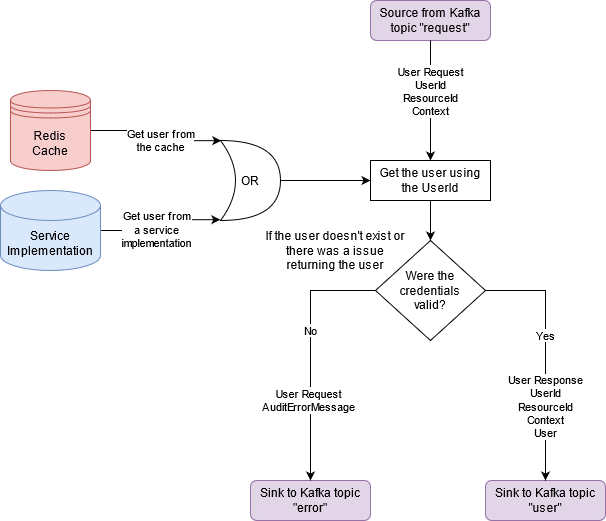 Source from Kafka
topic "request"
User Request
UserId
ResourceId
Context
Redis
Cache
Get user from
the cache
OR
Get the user using
the UserId
Service
Implementation
Get user from
a service
implementation
If the user doesn't exist or
there was a issue
returning the user
Were the
credentials
valid?
No
Yes
User Request
AuditErrorMessage
User Response
UserId
ResourceId
Context
User
Sink to Kafka topic
"error"
Sink to Kafka topic
"user"